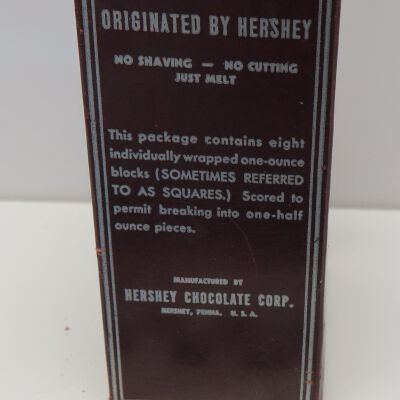 ORIGINATED BY HERSHEY
NO SHAVING — NO CUTTING
JUST MELT
This package contains eight
individually wrapped one-ounce
blocks (SOMETIMES REFERRED
TO AS SQUARES.) Scored to
permit breaking into one-half
ounce pieces.
MANUFACTURED BY
HERSHEY CHOCOLATE CORP.
HERSHEY, PENNA. U. S. A.